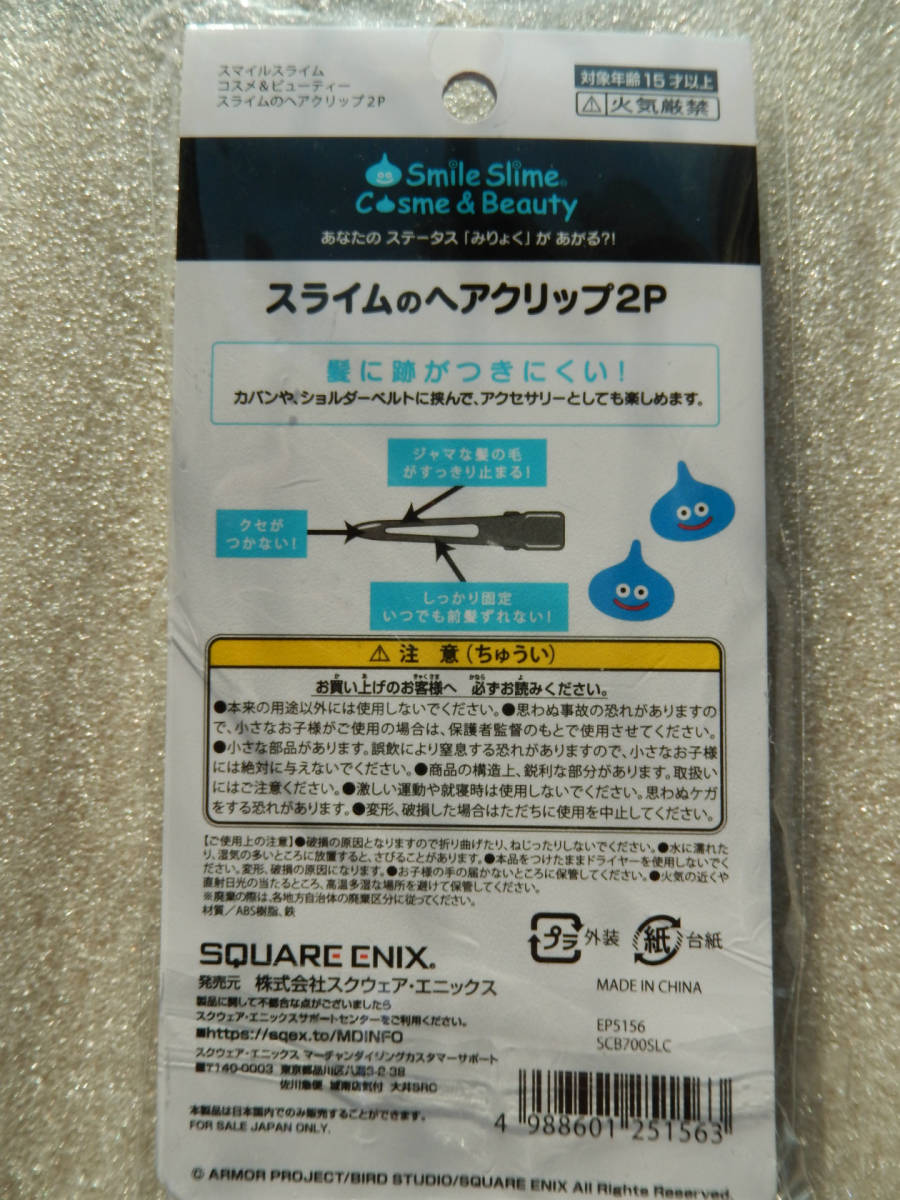 スマイルスライム
コスメ&ビューティー
スライムのヘアクリップ2P
対象年齢15才以上
⚠火気厳禁
Smile Slime®
Cosme & Beauty
あなたの ステータス「みりょく」が あがる?!
スライムのヘアクリップ2P
髪に跡がつきにくい!
カバンや、ショルダーベルトに挟んで、アクセサリーとしても楽しめます。
ジャマな髪の毛
がすっきり止まる!
クセが
つかない!
しっかり固定
いつでも前髪ずれない!
⚠注 意(ちゅうい)
お買い上げのお客様へ 必ずお読みください。
●本来の用途以外には使用しないでください。●思わぬ事故の恐れがありますの
で、小さなお子様がご使用の場合は、保護者監督のもとで使用させてください。
●小さな部品があります。誤飲により窒息する恐れがありますので、小さなお子様
には絶対に与えないでください。●商品の構造上、鋭利な部分があります。取扱い
にはご注意ください。●激しい運動や就寝時は使用しないでください。思わぬケガ
をする恐れがあります。●変形、破損した場合はただちに使用を中止してください。
【ご使用上の注意】●破損の原因となりますので折り曲げたり、ねじったりしないでください。●水に濡れた
り、湿気の多いところに放置すると、さびることがあります。●本品をつけたままドライヤーを使用しないでく
ださい。変形、破損の原因になります。●お子様の手の届かないところに保管してください。●火気の近くや
直射日光の当たるところ、高温多湿な場所を避けて保管してください。
※廃棄の際は、各地方自治体の廃棄区分に従ってください。
材質/ABS樹脂、鉄
SQUARE ENIX®
発売元 株式会社スクウェア・エニックス
製品に関して不都合な点がございましたら
スクウェア・エニックスサポートセンターをご利用ください。
■https://sqex.to/MDINFO
スクウェア・エニックス マーチャンダイジングカスタマーサポート
■〒140-0003 東京都品川区八潮3-2-38
佐川急便 城南店気付 大井SRC
本製品は日本国内でのみ販売することができます。
FOR SALE JAPAN ONLY.
プラ 外装 紙 台紙
MADE IN CHINA
EP5156
SCB700SLC
4 988601 251563
© ARMOR PROJECT/BIRD STUDIO/SQUARE ENIX All Rights Reserved.